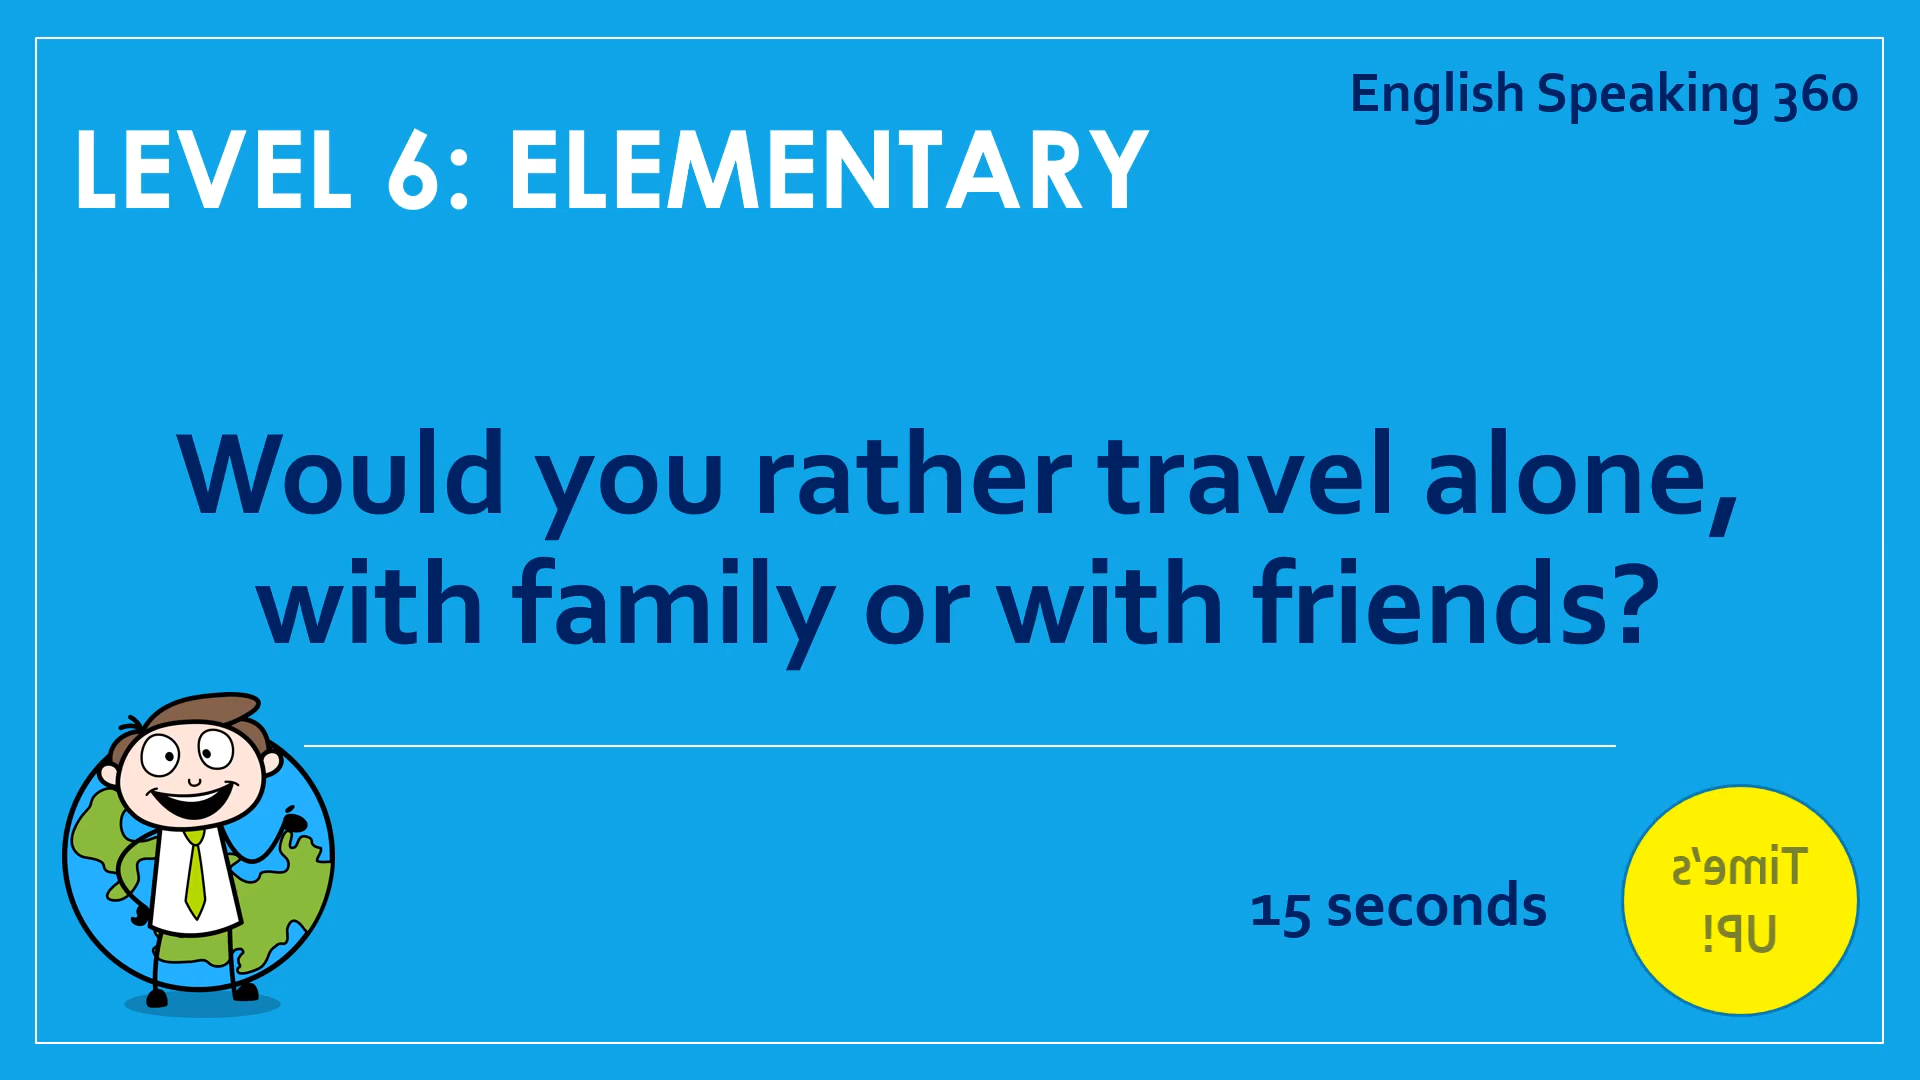 English Speaking 360
LEVEL 6: ELEMENTARY
Would you rather travel alone,
with family or with friends?
15 seconds
Time's
UP!